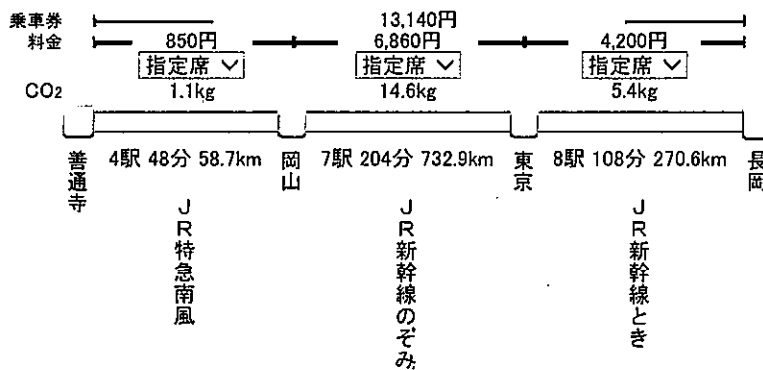 乗車券 13,140円
料金 850円 6,860円 4,200円
指定席 指定席 指定席
CO2 1.1kg 14.6kg 5.4kg
善通寺 4駅 48分 58.7km 岡山 7駅 204分 732.9km 東京 8駅 108分 270.6km 長岡
JR特急南風
JR新幹線のぞみ
JR新幹線とき